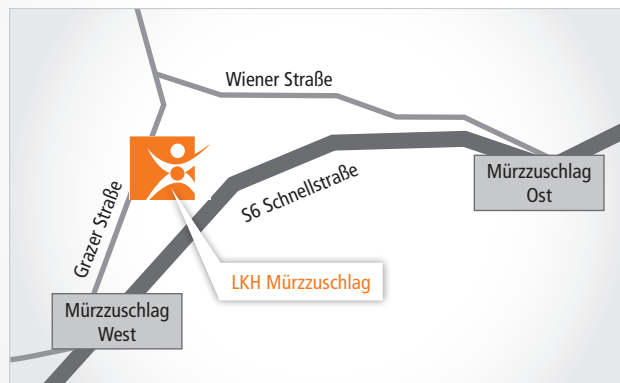 Wiener Straße
Mürzzuschlag
Ost
S6 Schnellstraße
Grazer Straße
LKH Mürzzuschlag
Mürzzuschlag
West